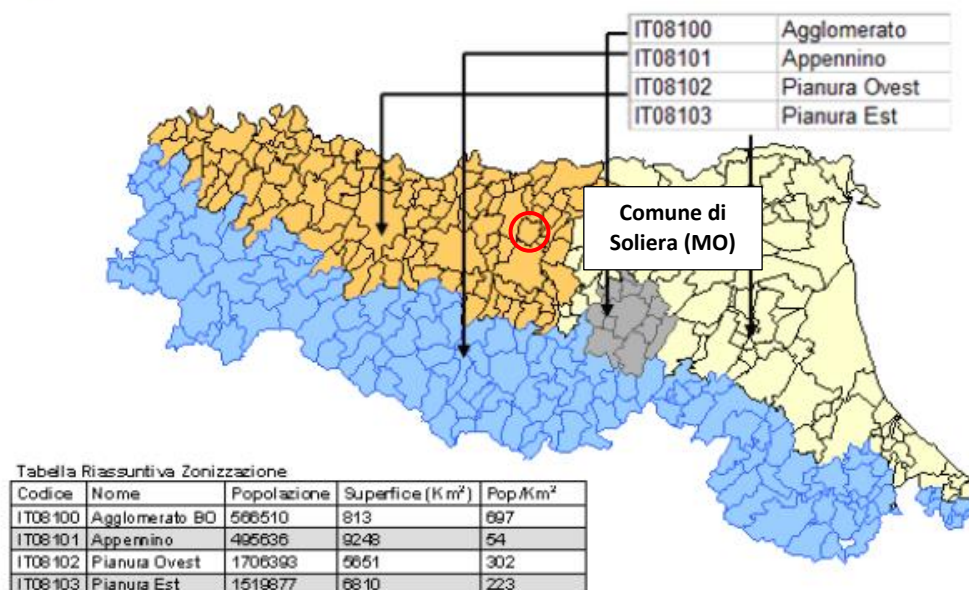 IT08100 Agglomerato
IT08101 Appennino
IT08102 Pianura Ovest
IT08103 Pianura Est
Comune di
Soliera (MO)
Tabella Riassuntiva Zonizzazione
Codice Nome Popolazione Superfice (Km²) Pop/Km²
IT08100 Agglomerato BO 566510 813 697
IT08101 Appennino 495636 9248 54
IT08102 Pianura Ovest 1706393 5651 302
IT08103 Pianura Est 1519877 6810 223